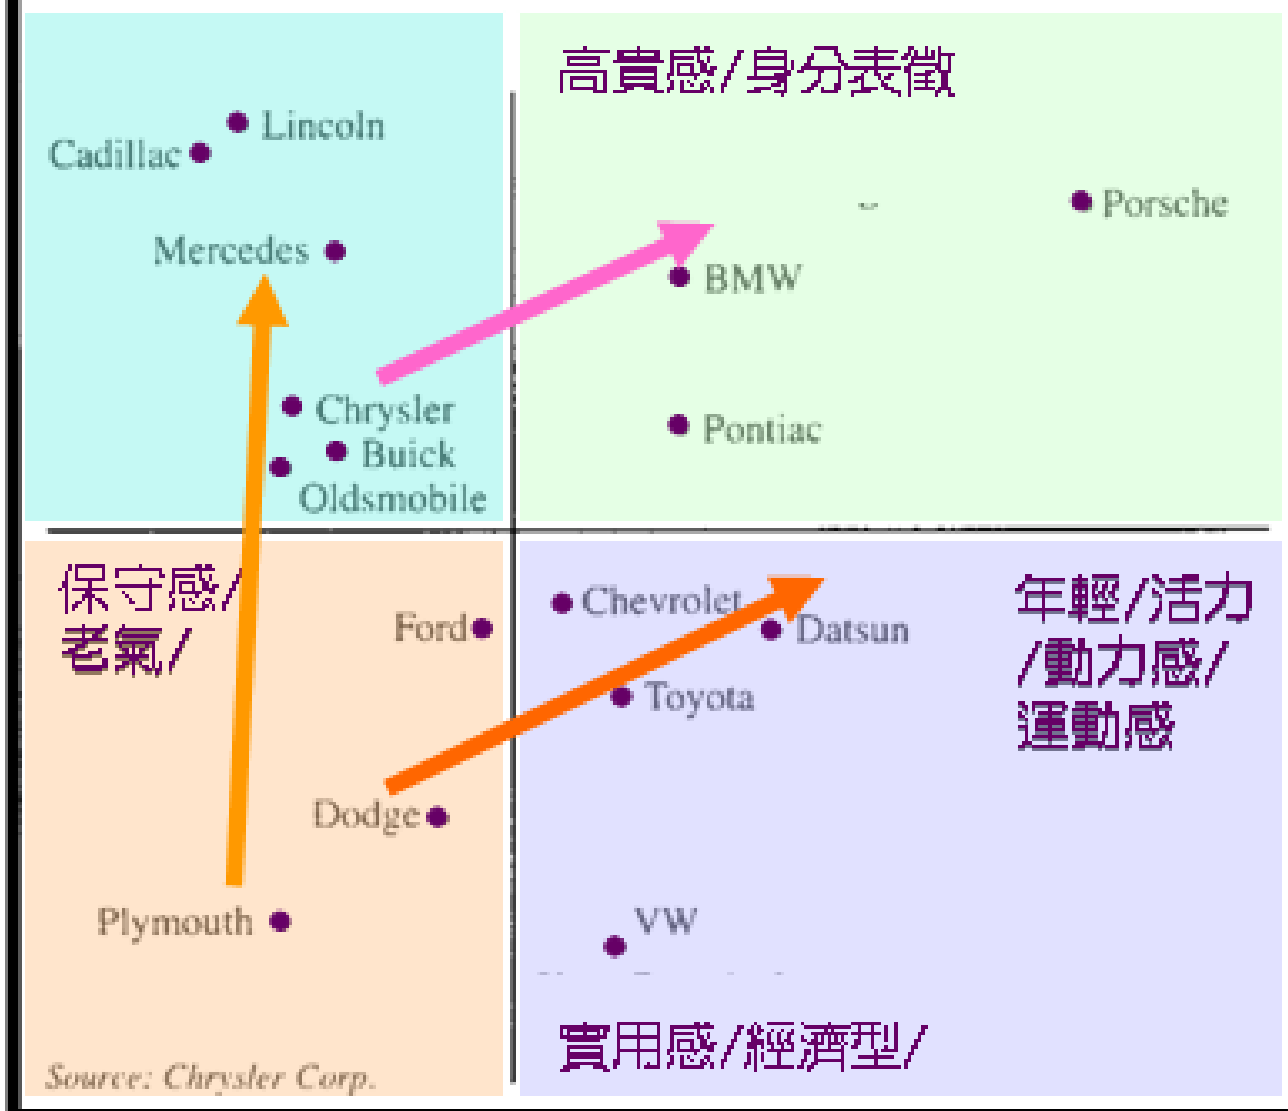 高貴感/身分表徵
Lincoln
Cadillac
Porsche
Mercedes
BMW
Chrysler
Pontiac
Buick
Oldsmobile
保守感/
老氣/
Ford
Chevrolet
Datsun
年輕/活力
/動力感/
運動感
Toyota
Dodge
Plymouth
VW
實用感/經濟型/
Source: Chrysler Corp.